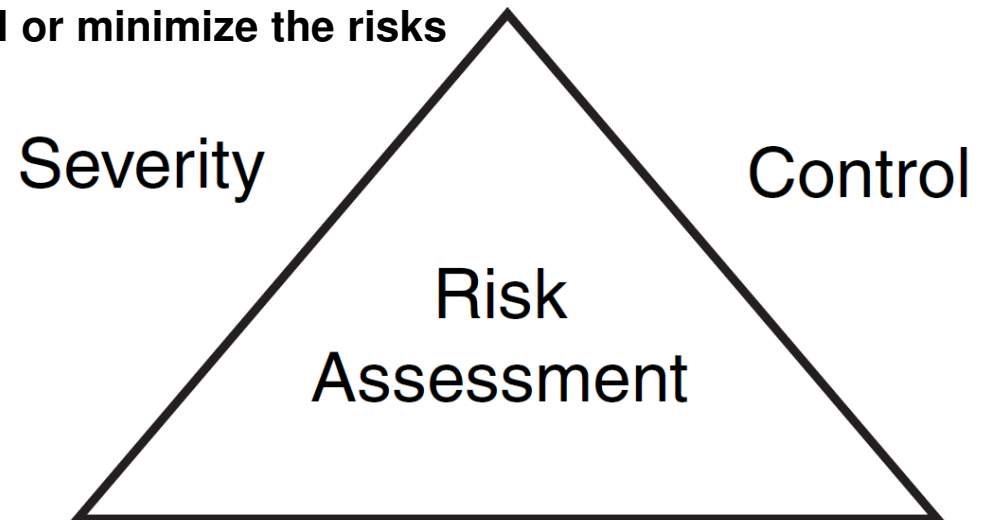 or minimize the risks
Severity
Control
Risk
Assessment